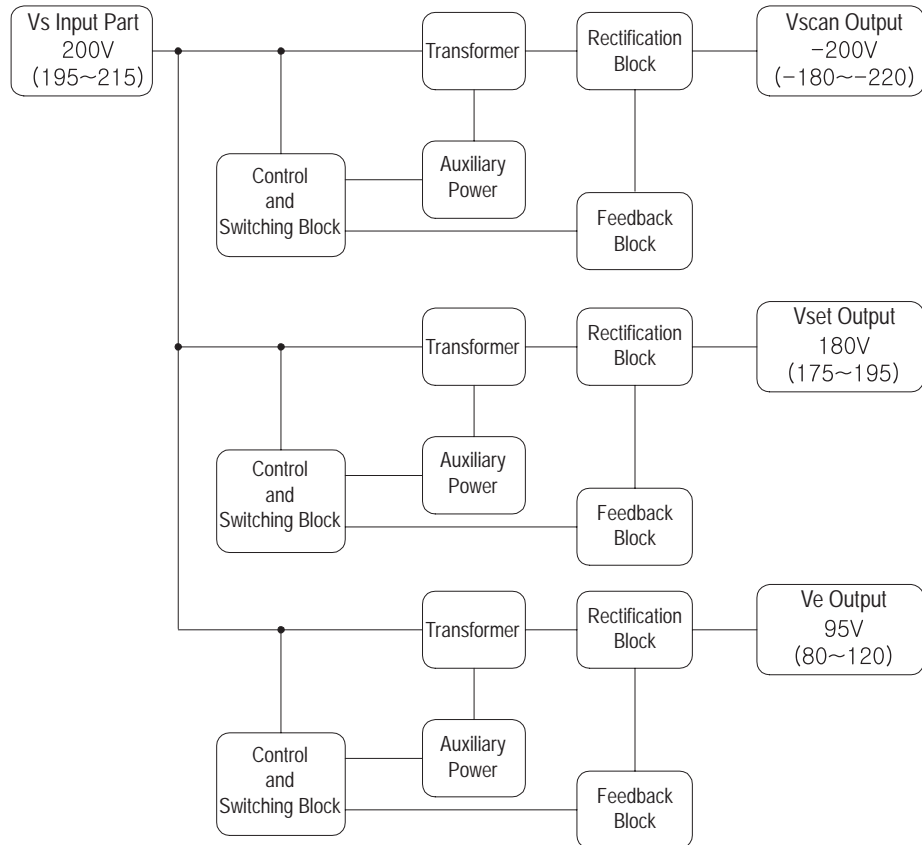 Vs Input Part
200V
(195~215)
Transformer
Rectification
Block
Vscan Output
-200V
(-180~-220)
Control
and
Switching Block
Auxiliary
Power
Feedback
Block
Transformer
Rectification
Block
Vset Output
180V
(175~195)
Control
and
Switching Block
Auxiliary
Power
Feedback
Block
Transformer
Rectification
Block
Ve Output
95V
(80~120)
Control
and
Switching Block
Auxiliary
Power
Feedback
Block